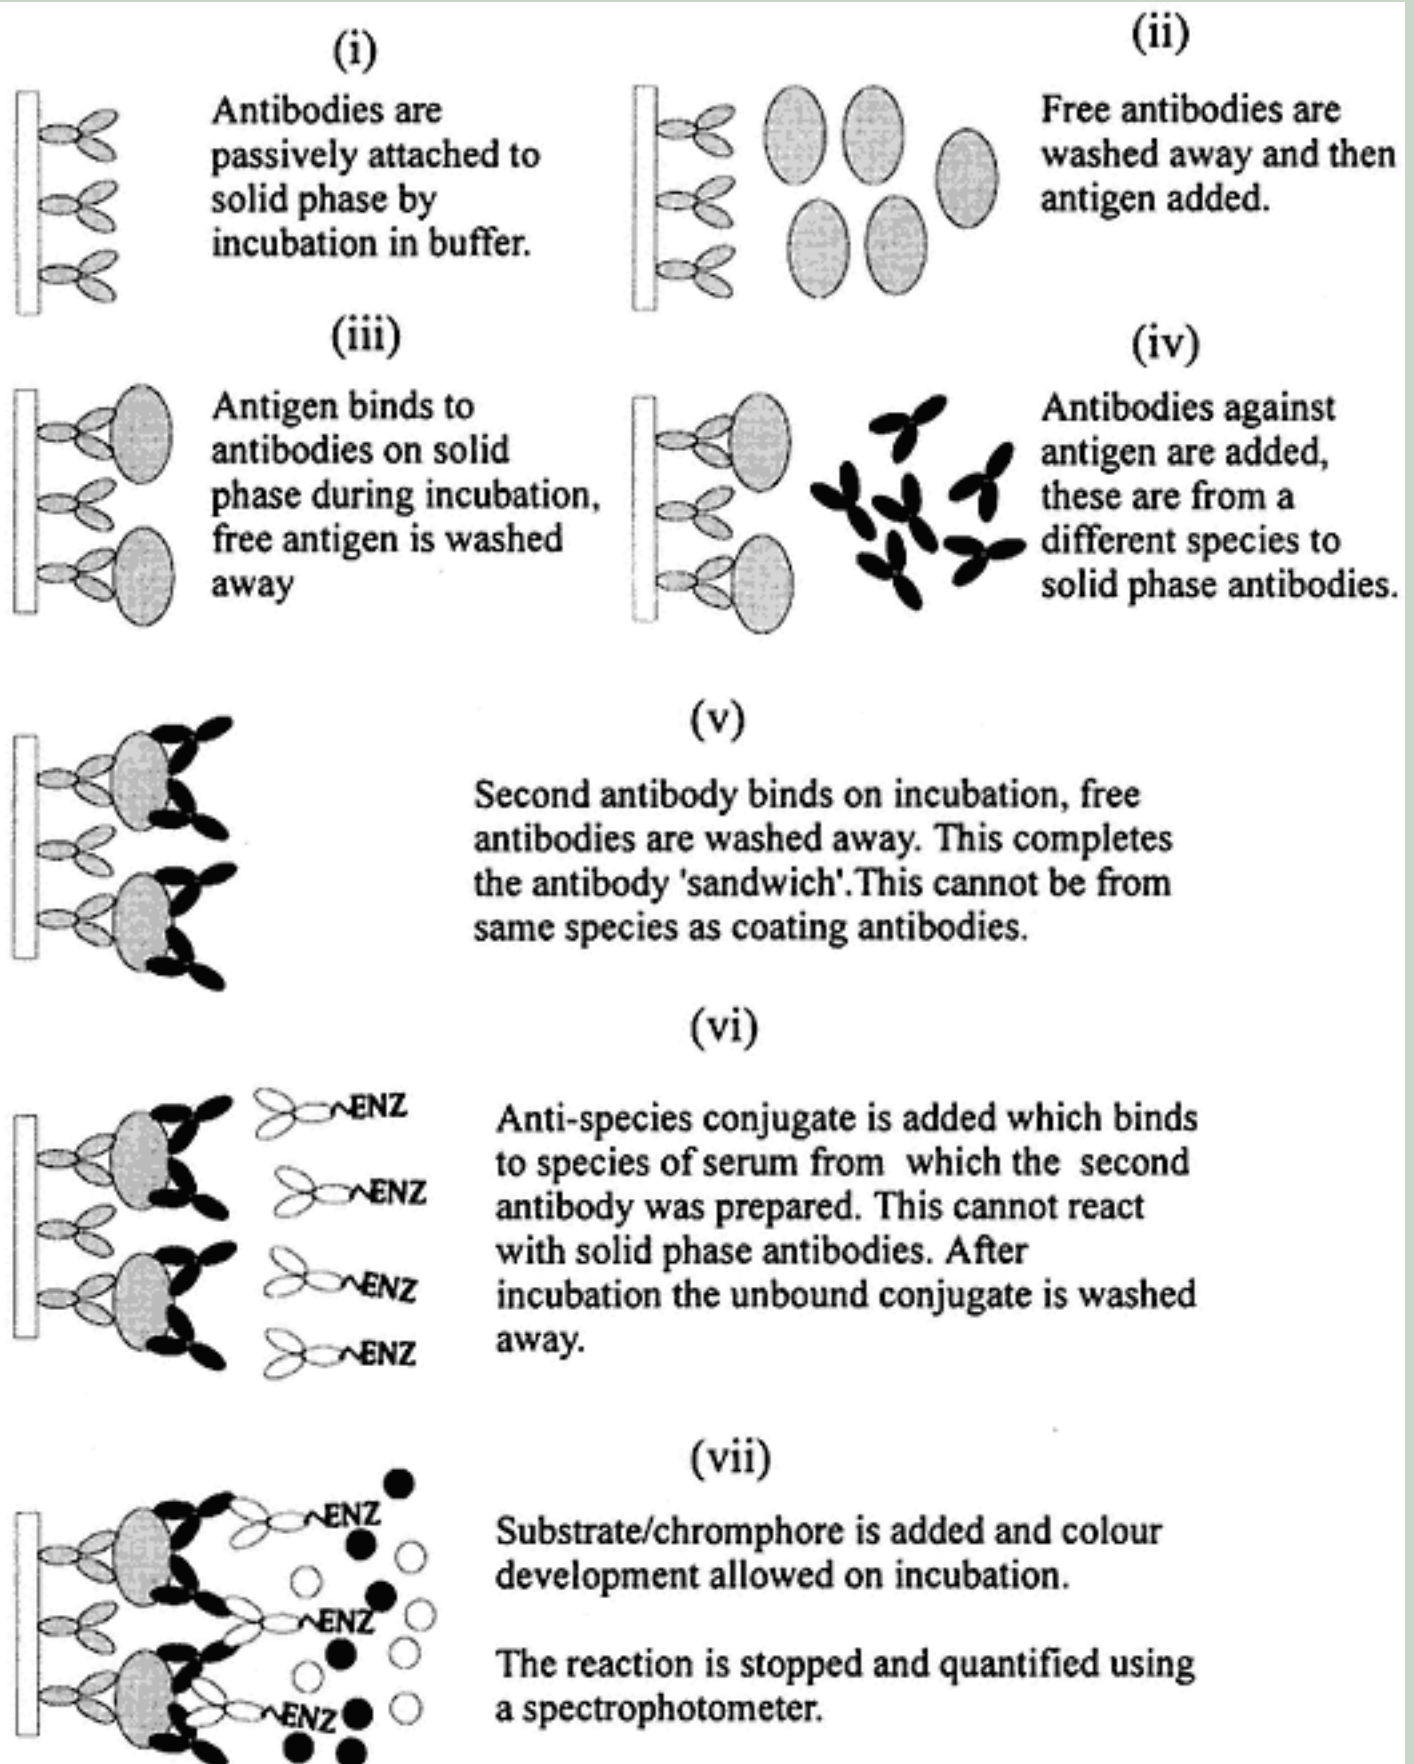 (i)
Antibodies are
passively attached to
solid phase by
incubation in buffer.
(ii)
Free antibodies are
washed away and then
antigen added.
(iii)
Antigen binds to
antibodies on solid
phase during incubation,
free antigen is washed
away
(iv)
Antibodies against
antigen are added,
these are from a
different species to
solid phase antibodies.
(v)
Second antibody binds on incubation, free
antibodies are washed away. This completes
the antibody 'sandwich'.This cannot be from
same species as coating antibodies.
(vi)
ENZ
ENZ
ENZ
ENZ
Anti-species conjugate is added which binds
to species of serum from which the second
antibody was prepared. This cannot react
with solid phase antibodies. After
incubation the unbound conjugate is washed
away.
(vii)
ENZ
ENZ
ENZ
Substrate/chromphore is added and colour
development allowed on incubation.
The reaction is stopped and quantified using
a spectrophotometer.